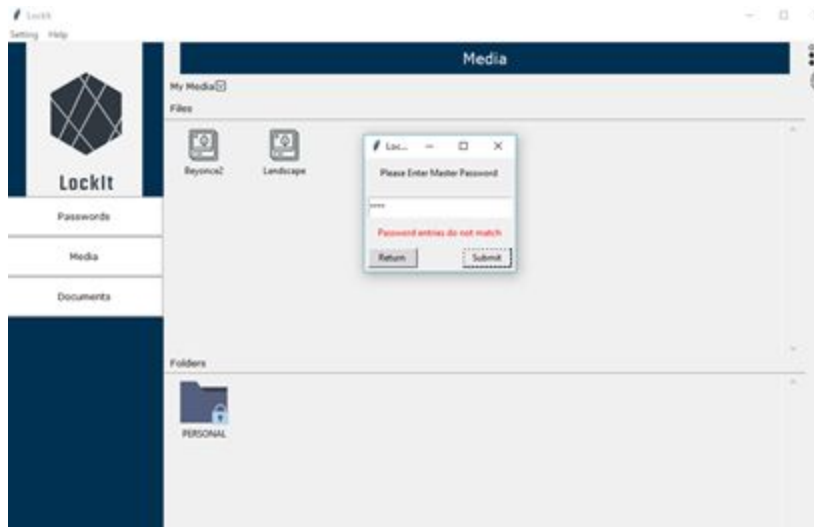 LockIt
Setting Help
Media
My Media
Files
LockIt
Beyonce2
Landscape
Loc...
Please Enter Master Password
****
Password entries do not match
Return
Submit
Passwords
Media
Documents
Folders
PERSONAL